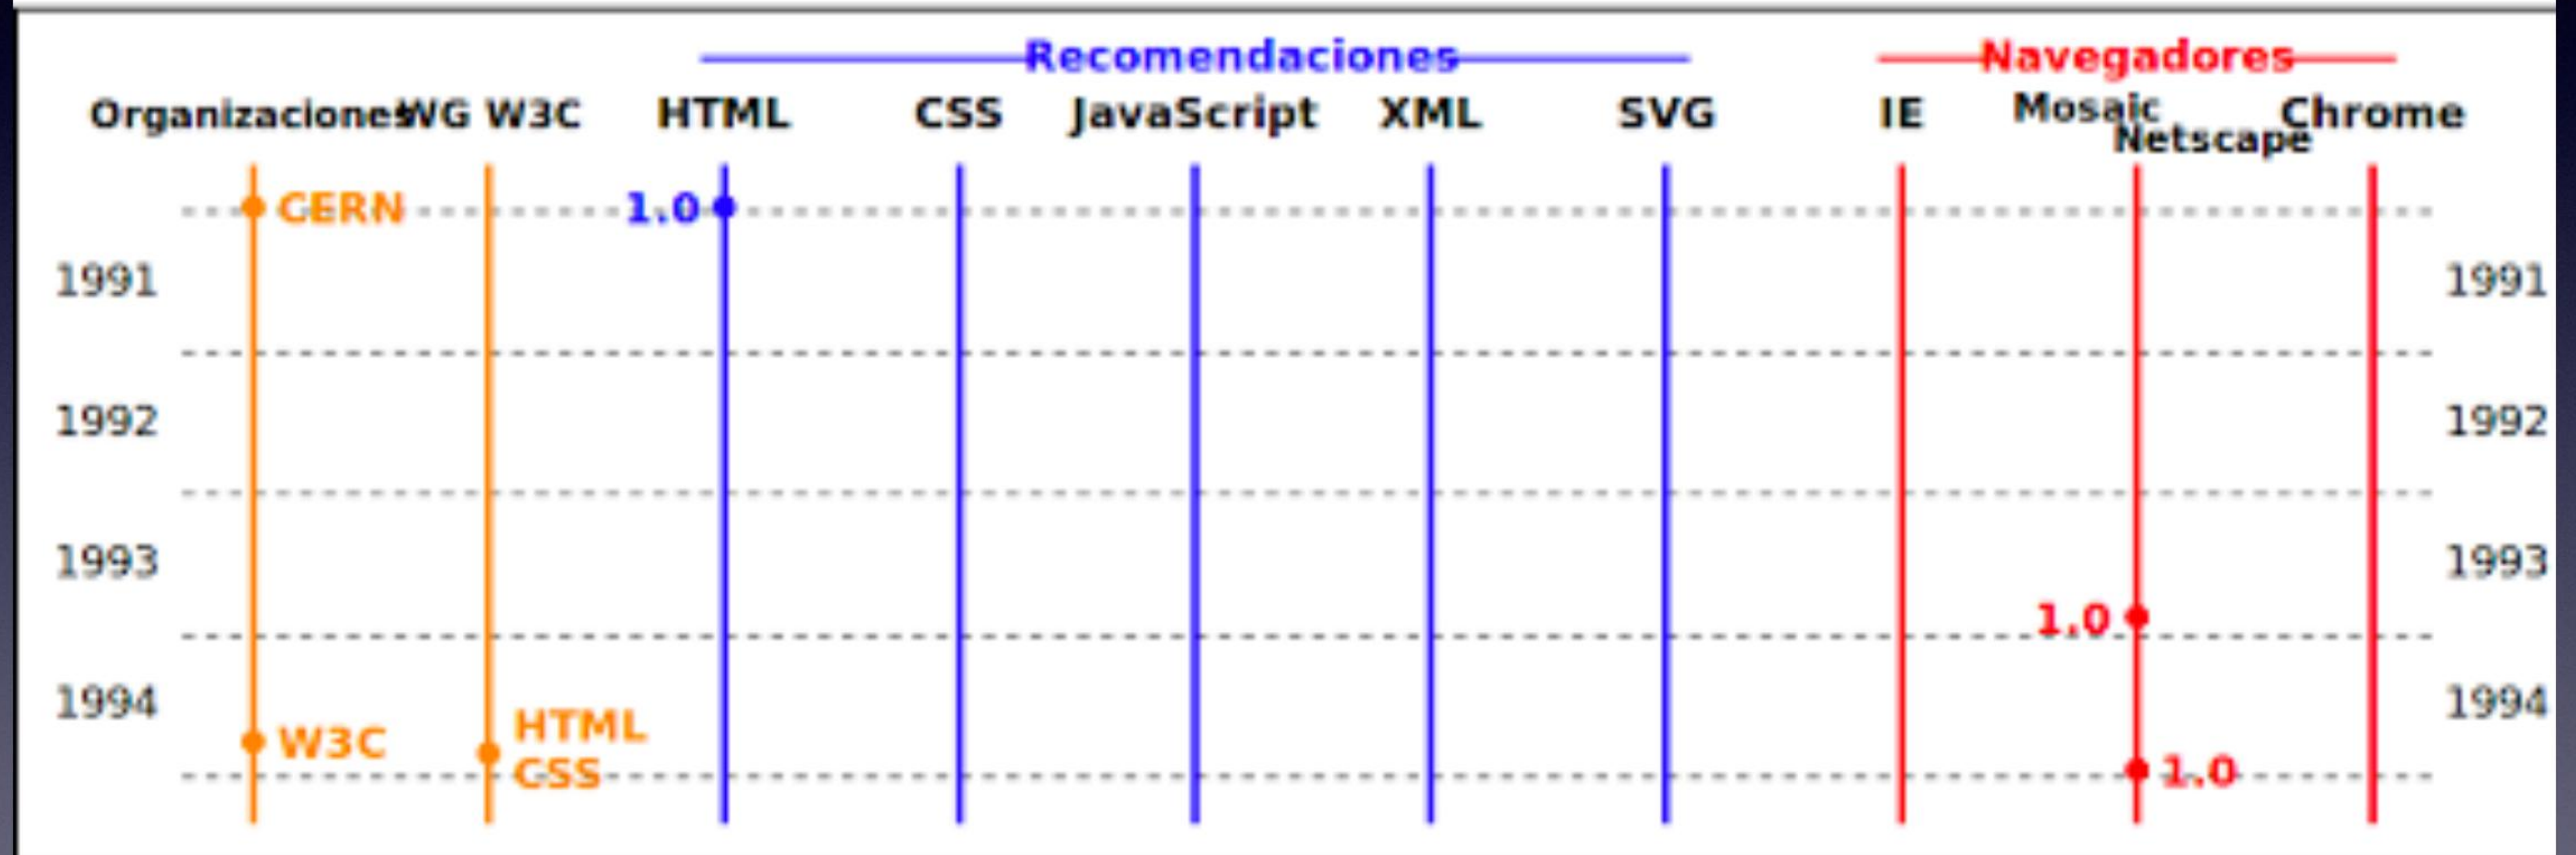 Recomendaciones Navegadores
Organizaciones WG W3C HTML CSS JavaScript XML SVG IE Mosaic Netscape Chrome
CERN 1.0
1991 1991
1992 1992
1993 1993
1.0
1994 1994
W3C HTML CSS 1.0